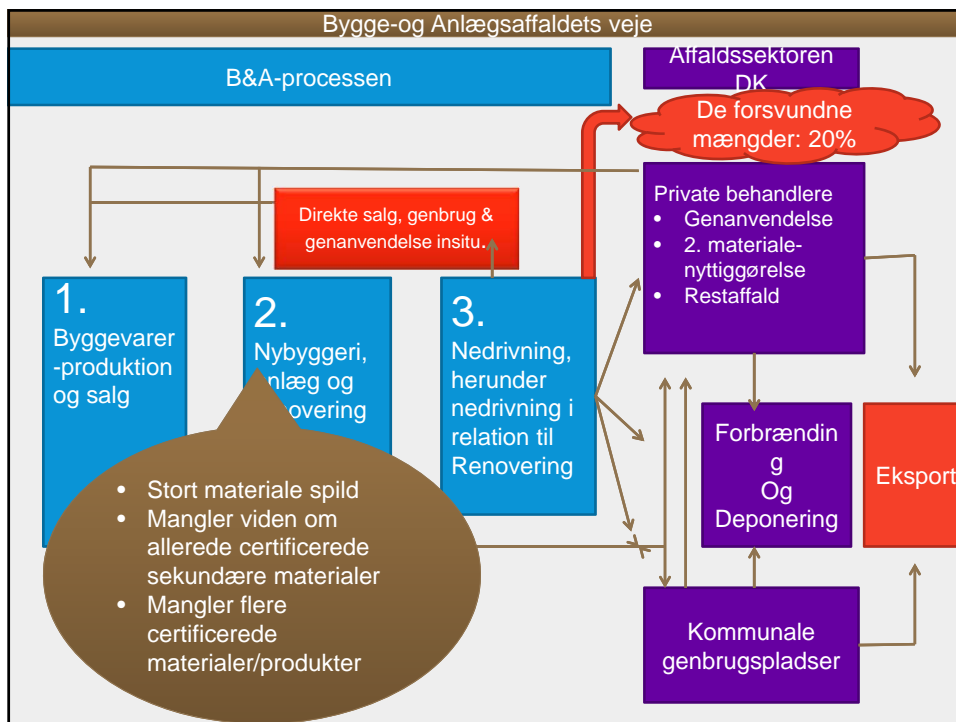 Bygge-og Anlægsaffaldets veje
B&A-processen
Affaldssektoren
DK
De forsvundne
mængder: 20%
Direkte salg, genbrug &
genanvendelse insitu.
Private behandlere
• Genanvendelse
• 2. materiale-
nyttiggørelse
• Restaffald
1.
Byggevarer
-produktion
og salg
2.
Nybyggeri,
nlæg og
novering
3.
Nedrivning,
herunder
nedrivning i
relation til
Renovering
Forbrændin
g
Og
Deponering
Eksport
• Stort materiale spild
• Mangler viden om
allerede certificerede
sekundære materialer
• Mangler flere
certificerede
materialer/produkter
Kommunale
genbrugspladser